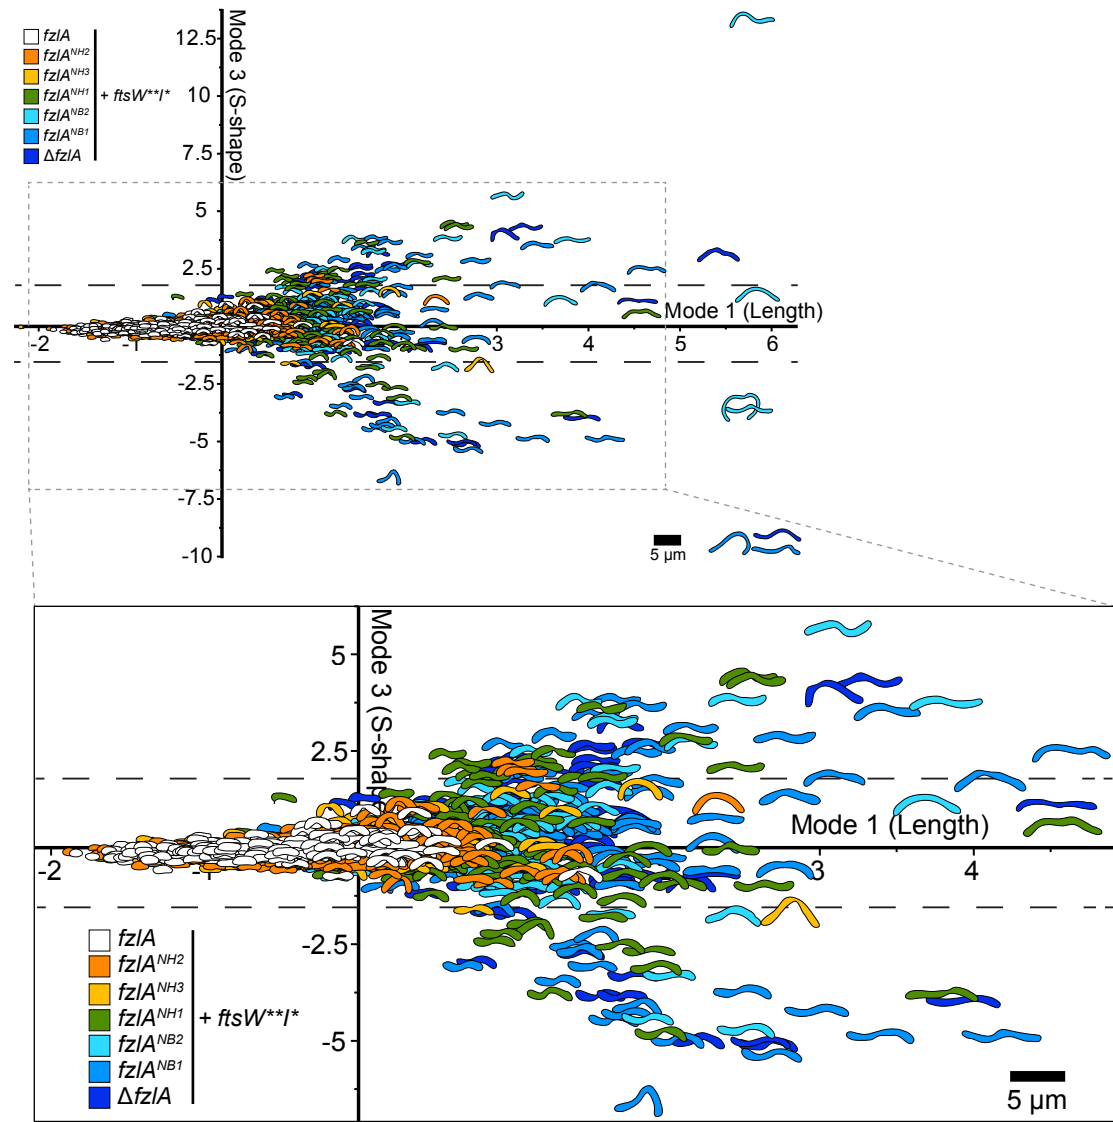 Mode 3 (S-shape)
12.5
10
7.5
5
2.5
-2.5
-5
-7.5
-10
fzlA
fzlA^NH2
fzlA^NH3
fzlA^NH1
fzlA^NB2
fzlA^NB1
ΔfzlA
+ ftsW**I*
Mode 1 (Length)
-2
-1
3
4
5
6
5 µm
Mode 3 (S-shape
5
2.5
-2.5
-5
Mode 1 (Length)
-2
3
4
fzlA
fzlA^NH2
fzlA^NH3
fzlA^NH1
fzlA^NB2
fzlA^NB1
ΔfzlA
+ ftsW**I*
5 µm